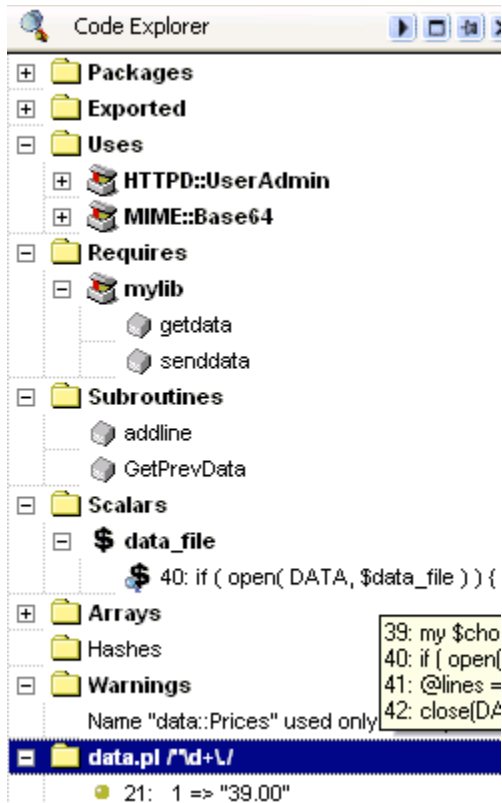 Code Explorer
Packages
Exported
Uses
HTTPD::UserAdmin
MIME::Base64
Requires
mylib
getdata
senddata
Subroutines
addline
GetPrevData
Scalars
$ data_file
$ 40: if ( open( DATA, $data_file ) ) {
Arrays
Hashes
Warnings
Name "data::Prices" used only
39: my $cho
40: if ( open(
41: @lines =
42: close(DA
data.pl /"\d+\./
21: 1 => "39.00"